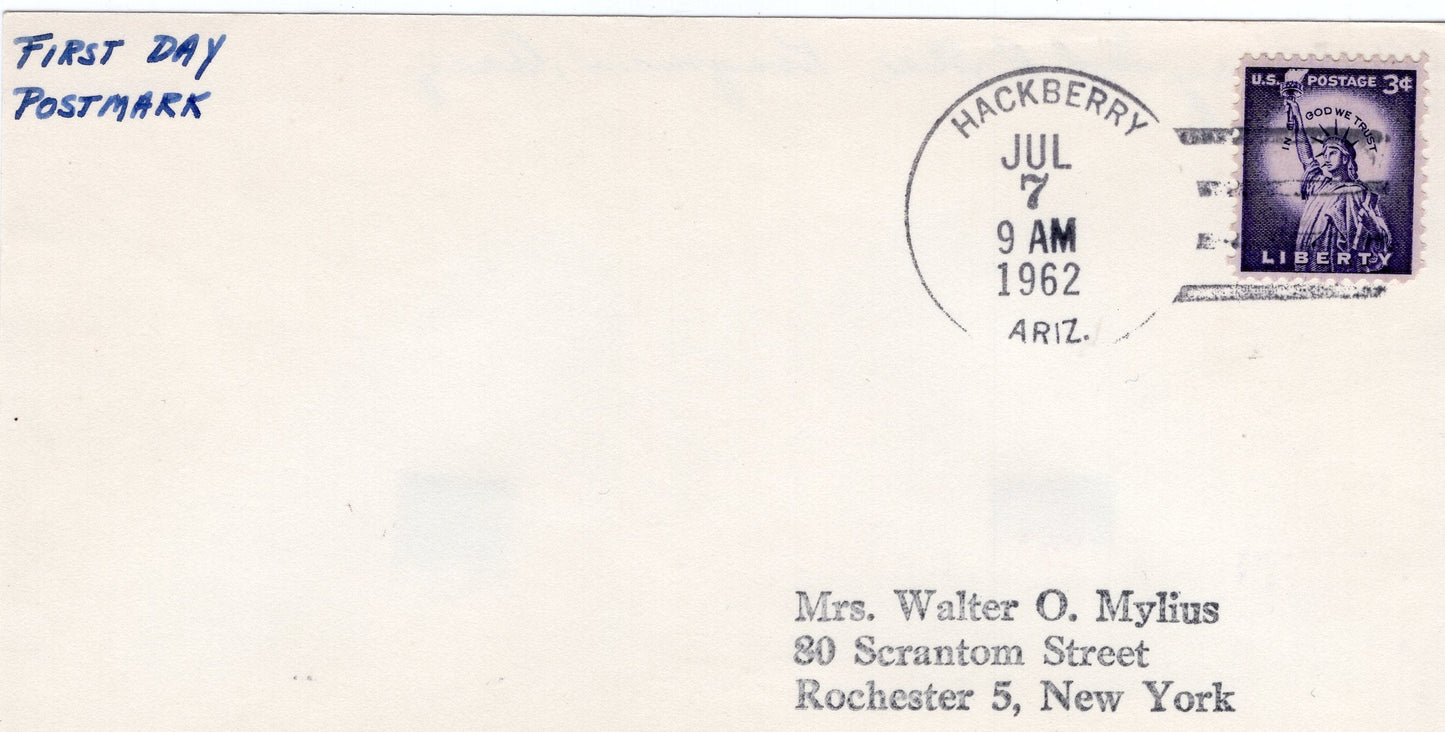 FIRST DAY
POSTMARK
HACKBERRY
JUL
7
9 AM
1962
ARIZ.
U.S. POSTAGE 3¢
IN GOD WE TRUST
LIBERTY
Mrs. Walter O. Mylius
80 Scrantom Street
Rochester 5, New York